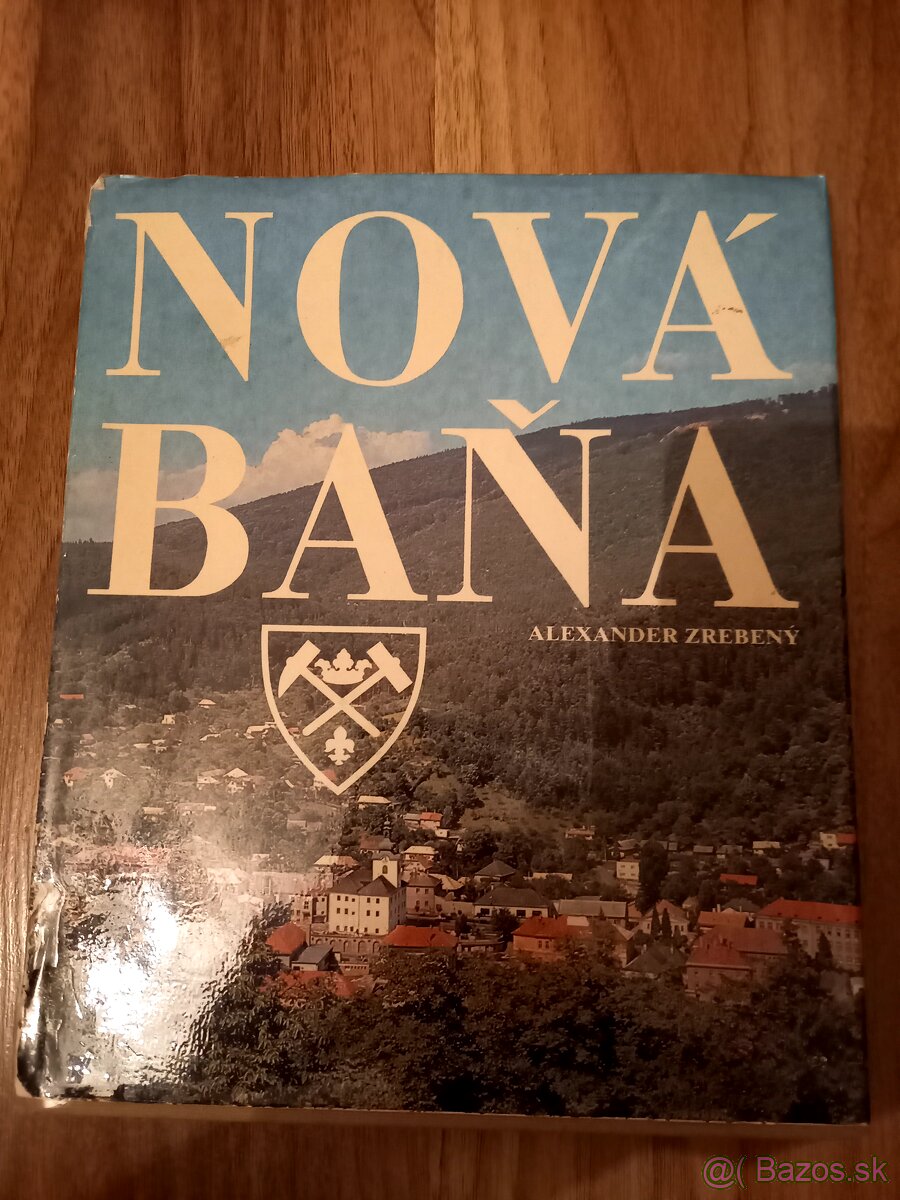 NOVÁ
BAŇA
ALEXANDER ZREBENÝ
@( Bazos.sk